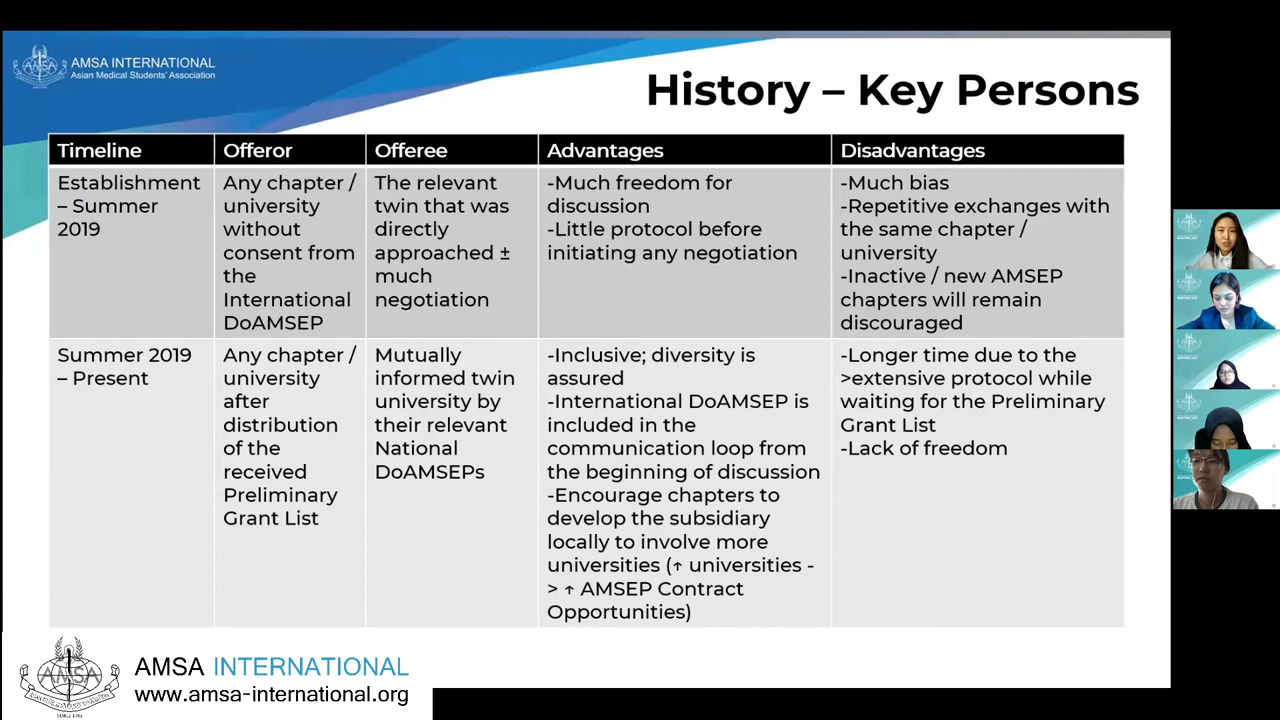 AMSA INTERNATIONAL
Asian Medical Students' Association
History – Key Persons
Timeline
Offeror
Offeree
Advantages
Disadvantages
Establishment
– Summer
2019
Any chapter /
university
without
consent from
the
International
DoAMSEP
The relevant
twin that was
directly
approached ±
much
negotiation
-Much freedom for
discussion
-Little protocol before
initiating any negotiation
-Much bias
-Repetitive exchanges with
the same chapter /
university
-Inactive / new AMSEP
chapters will remain
discouraged
Summer 2019
– Present
Any chapter /
university
after
distribution
of the
received
Preliminary
Grant List
Mutually
informed twin
university by
their relevant
National
DoAMSEPs
-Inclusive; diversity is
assured
-International DoAMSEP is
included in the
communication loop from
the beginning of discussion
-Encourage chapters to
develop the subsidiary
locally to involve more
universities (↑ universities -
> ↑ AMSEP Contract
Opportunities)
-Longer time due to the
>extensive protocol while
waiting for the Preliminary
Grant List
-Lack of freedom
AMSA
AMSA INTERNATIONAL
www.amsa-international.org